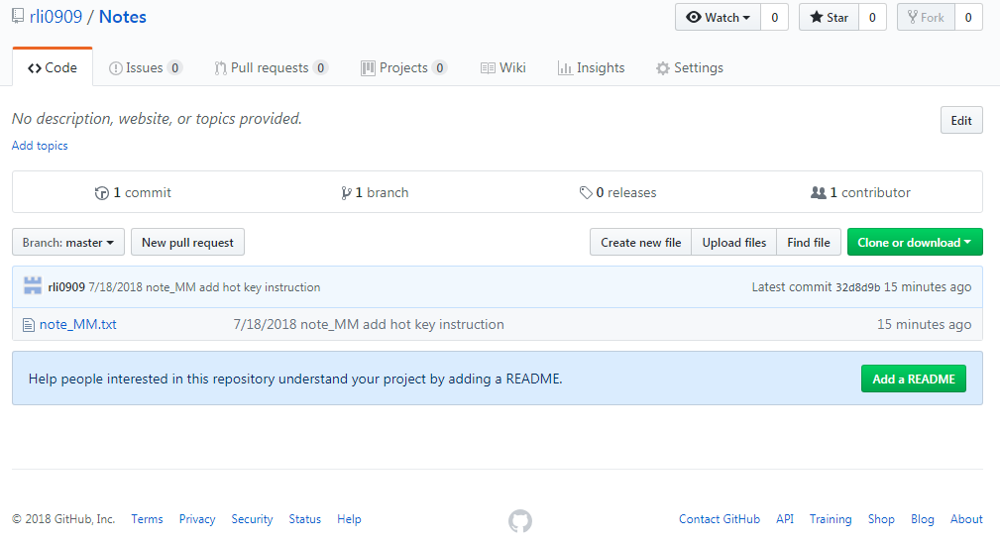 rli0909 / Notes Watch 0 Star 0 Fork 0
Code Issues 0 Pull requests 0 Projects 0 Wiki Insights Settings
No description, website, or topics provided. Edit
Add topics
1 commit 1 branch 0 releases 1 contributor
Branch: master New pull request Create new file Upload files Find file Clone or download
rli0909 7/18/2018 note_MM add hot key instruction Latest commit 32d8d9b 15 minutes ago
note_MM.txt 7/18/2018 note_MM add hot key instruction 15 minutes ago
Help people interested in this repository understand your project by adding a README. Add a README
© 2018 GitHub, Inc. Terms Privacy Security Status Help Contact GitHub API Training Shop Blog About